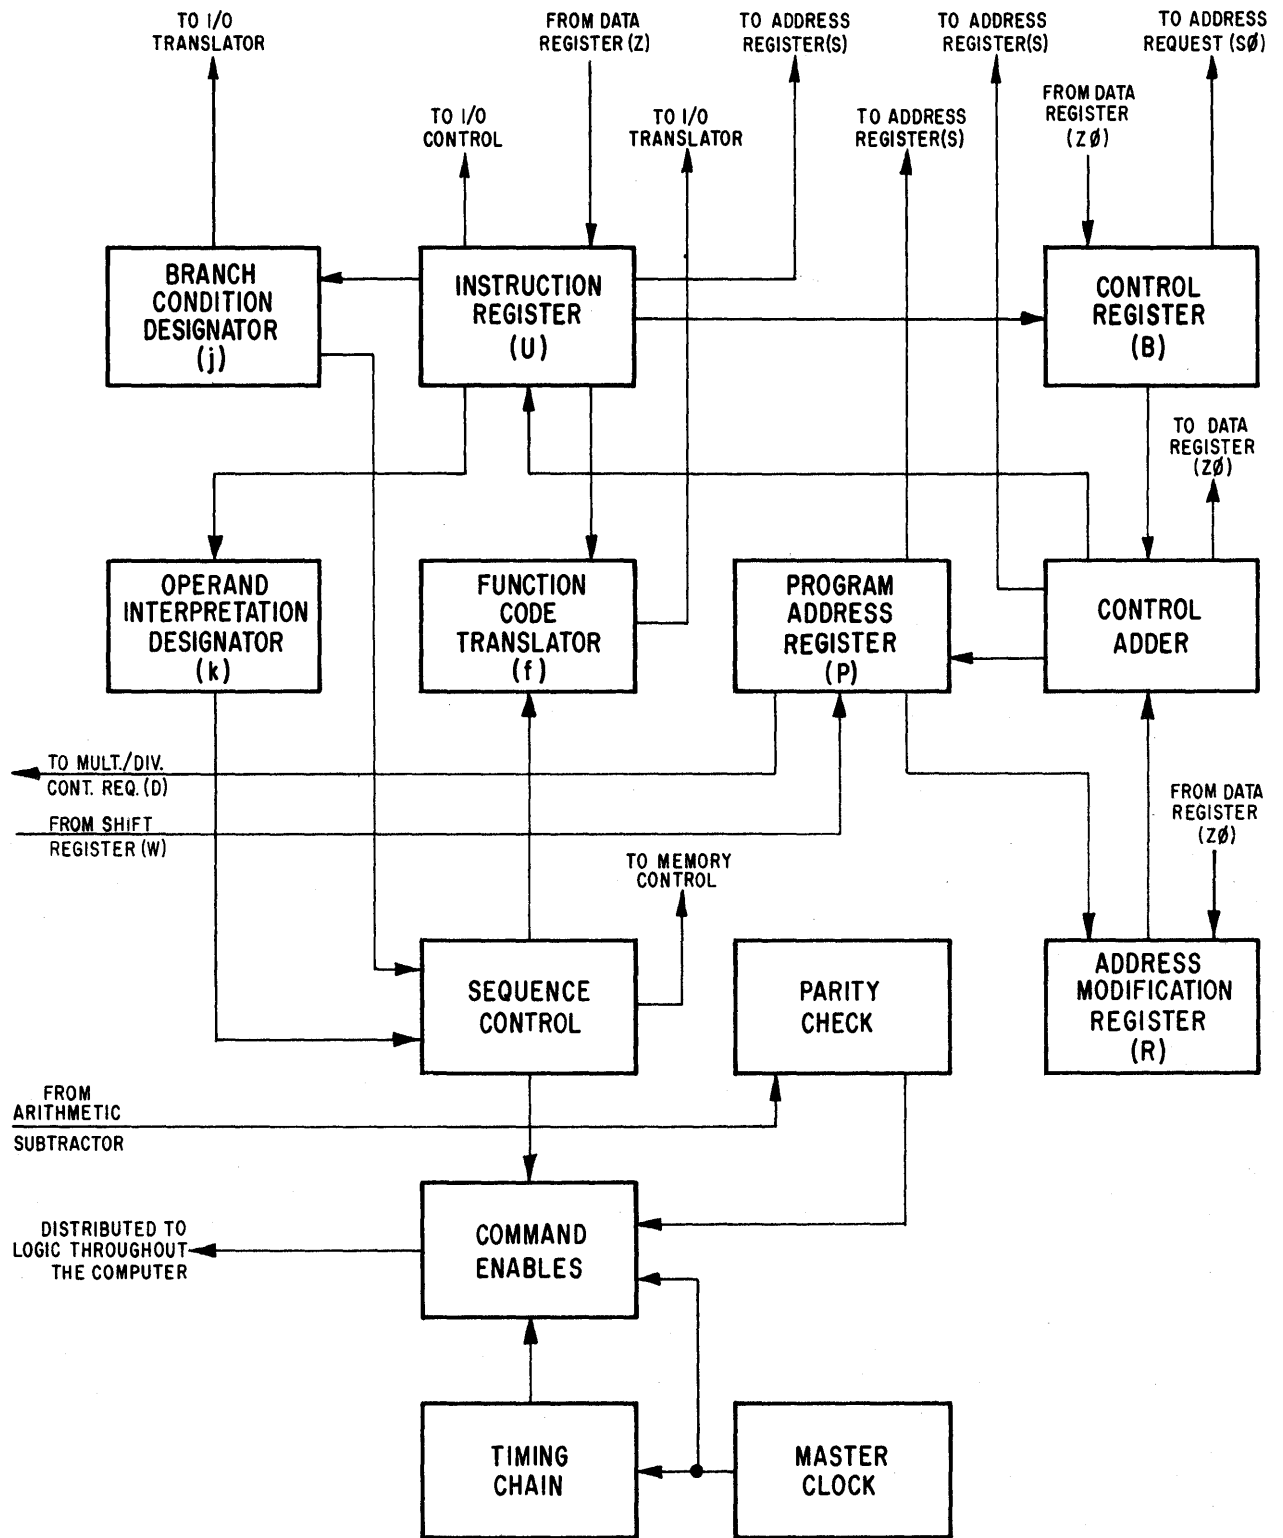 TO I/O
TRANSLATOR
FROM DATA
REGISTER (Z)
TO ADDRESS
REGISTER(S)
TO ADDRESS
REGISTER(S)
TO ADDRESS
REQUEST (SØ)
TO I/O
CONTROL
TO I/O
TRANSLATOR
TO ADDRESS
REGISTER(S)
FROM DATA
REGISTER
(ZØ)
BRANCH
CONDITION
DESIGNATOR
(j)
INSTRUCTION
REGISTER
(U)
CONTROL
REGISTER
(B)
TO DATA
REGISTER
(ZØ)
OPERAND
INTERPRETATION
DESIGNATOR
(k)
FUNCTION
CODE
TRANSLATOR
(f)
PROGRAM
ADDRESS
REGISTER
(P)
CONTROL
ADDER
TO MULT./DIV.
CONT. REQ. (D)
FROM SHIFT
REGISTER (W)
FROM DATA
REGISTER
(ZØ)
TO MEMORY
CONTROL
SEQUENCE
CONTROL
PARITY
CHECK
ADDRESS
MODIFICATION
REGISTER
(R)
FROM
ARITHMETIC
SUBTRACTOR
DISTRIBUTED TO
LOGIC THROUGHOUT
THE COMPUTER
COMMAND
ENABLES
TIMING
CHAIN
MASTER
CLOCK